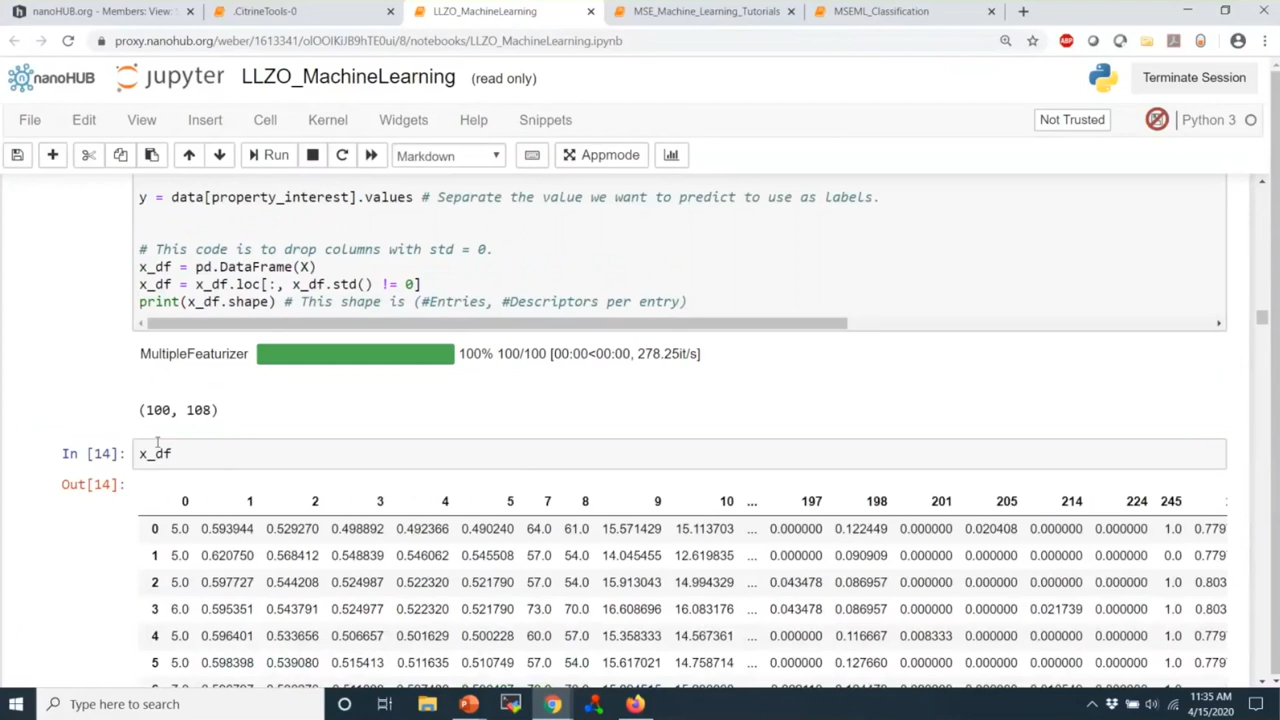 nanoHUB.org - Members: View: S
.CitrineTools-0
LLZO_MachineLearning
MSE_Machine_Learning_Tutorials
MSEML_Classification
proxy.nanohub.org/weber/1613341/olOOIKiJB9hTE0ui/8/notebooks/LLZO_MachineLearning.ipynb
ABP
nanoHUB jupyter LLZO_MachineLearning (read only) Terminate Session
File Edit View Insert Cell Kernel Widgets Help Snippets Not Trusted Python 3
Run Markdown Appmode
y = data[property_interest].values # Separate the value we want to predict to use as labels.
# This code is to drop columns with std = 0.
x_df = pd.DataFrame(X)
x_df = x_df.loc[:, x_df.std() != 0]
print(x_df.shape) # This shape is (#Entries, #Descriptors per entry)
MultipleFeaturizer 100% 100/100 [00:00<00:00, 278.25it/s]
(100, 108)
In [14]: x_df
Out[14]:
0 1 2 3 4 5 7 8 9 10 ... 197 198 201 205 214 224 245
0 5.0 0.593944 0.529270 0.498892 0.492366 0.490240 64.0 61.0 15.571429 15.113703 ... 0.000000 0.122449 0.000000 0.020408 0.000000 0.000000 1.0 0.779
1 5.0 0.620750 0.568412 0.548839 0.546062 0.545508 57.0 54.0 14.045455 12.619835 ... 0.000000 0.090909 0.000000 0.000000 0.000000 0.000000 0.0 0.779
2 5.0 0.597727 0.544208 0.524987 0.522320 0.521790 57.0 54.0 15.913043 14.994329 ... 0.043478 0.086957 0.000000 0.000000 0.000000 0.000000 1.0 0.803
3 6.0 0.595351 0.543791 0.524977 0.522320 0.521790 73.0 70.0 16.608696 16.083176 ... 0.043478 0.086957 0.000000 0.000000 0.021739 0.000000 1.0 0.803
4 5.0 0.596401 0.533656 0.506657 0.501629 0.500228 60.0 57.0 15.358333 14.567361 ... 0.000000 0.116667 0.008333 0.000000 0.000000 0.000000 1.0 0.779
5 5.0 0.598398 0.539080 0.515413 0.511635 0.510749 57.0 54.0 15.617021 14.758714 ... 0.000000 0.127660 0.000000 0.000000 0.000000 0.000000 1.0 0.779
Type here to search
11:35 AM
4/15/2020